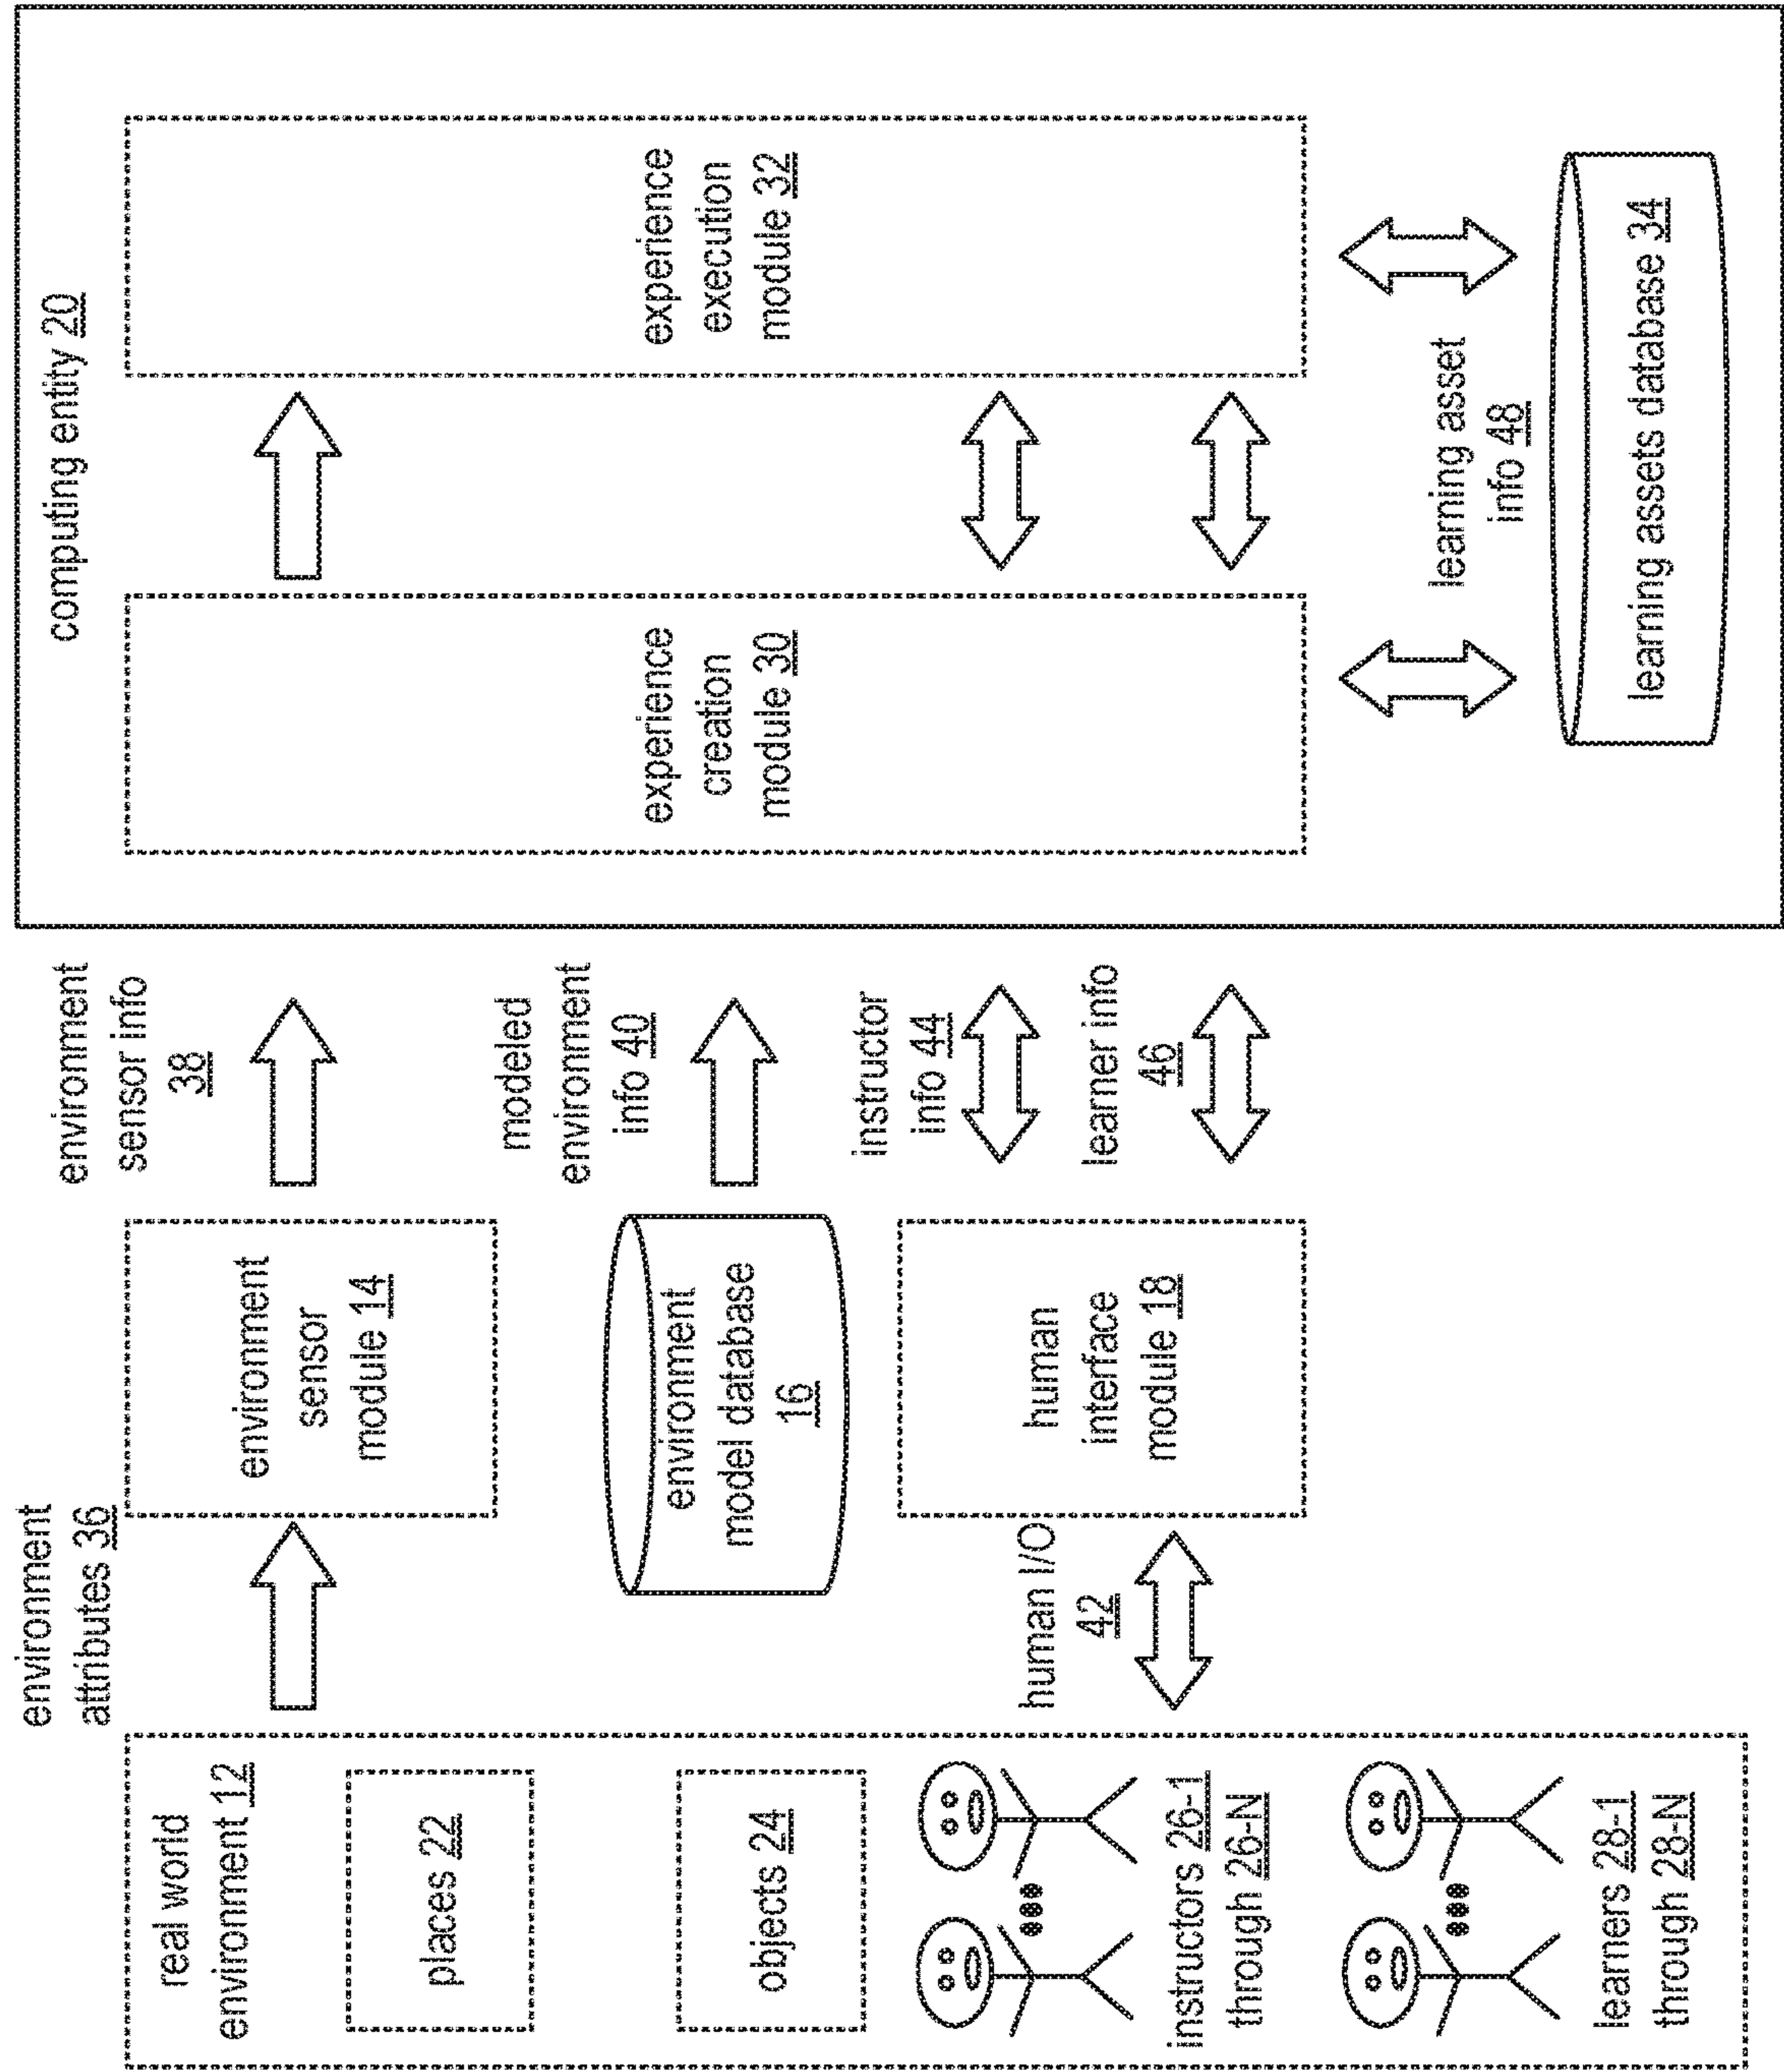 environment
attributes 36
real world
environment 12
places 22
objects 24
instructors 26-1
through 26-N
learners 28-1
through 28-N
human I/O
42
environment
sensor
module 14
environment
model database
16
human
interface
module 18
environment
sensor info
38
modeled
environment
info 40
instructor
info 44
learner info
46
computing entity 20
experience
creation
module 30
experience
execution
module 32
learning asset
info 48
learning assets database 34